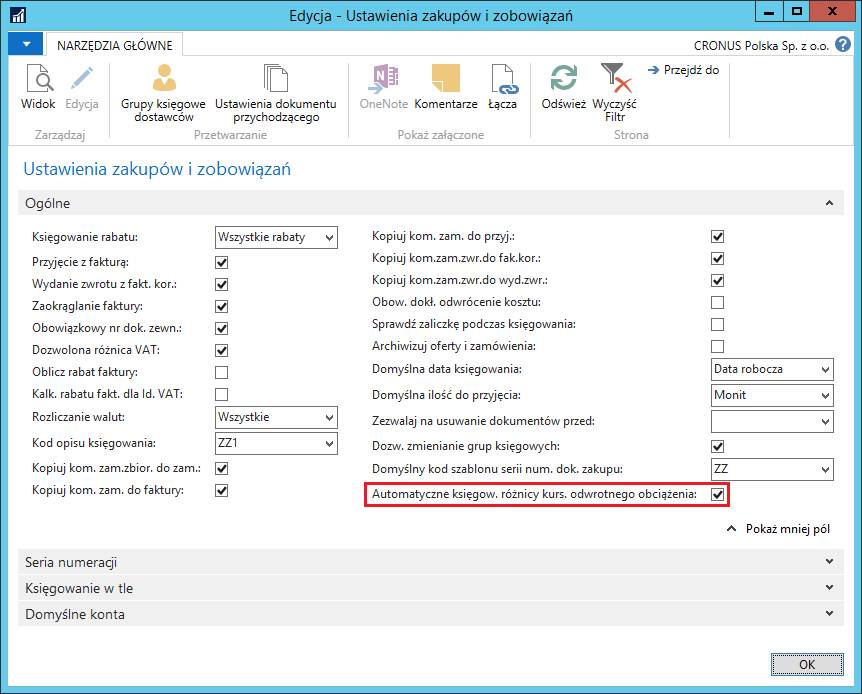 Edycja - Ustawienia zakupów i zobowiązań
NARZĘDZIA GŁÓWNE
CRONUS Polska Sp. z o.o.
Widok
Edycja
Zarządzaj
Grupy księgowe dostawców
Ustawienia dokumentu przychodzącego
Przetwarzanie
OneNote
Komentarze
Łącza
Pokaż załączone
Odśwież
Wyczyść Filtr
Przejdź do
Strona
Ustawienia zakupów i zobowiązań
Ogólne
Księgowanie rabatu: Wszystkie rabaty
Przyjęcie z fakturą:
Wydanie zwrotu z fakt. kor.:
Zaokrąglanie faktury:
Obowiązkowy nr dok. zewn.:
Dozwolona różnica VAT:
Oblicz rabat faktury:
Kalk. rabatu fakt. dla Id. VAT:
Rozliczanie walut: Wszystkie
Kod opisu księgowania: ZZ1
Kopiuj kom. zam.zbior. do zam.:
Kopiuj kom. zam. do faktury:
Kopiuj kom. zam. do przyj.:
Kopiuj kom.zam.zwr.do fak.kor.:
Kopiuj kom.zam.zwr.do wyd.zwr.:
Obow. dokł. odwrócenie kosztu:
Sprawdź zaliczkę podczas księgowania:
Archiwizuj oferty i zamówienia:
Domyślna data księgowania: Data robocza
Domyślna ilość do przyjęcia: Monit
Zezwalaj na usuwanie dokumentów przed:
Dozw. zmienianie grup księgowych:
Domyślny kod szablonu serii num. dok. zakupu: ZZ
Automatyczne księgow. różnicy kurs. odwrotnego obciążenia:
Pokaż mniej pól
Seria numeracji
Księgowanie w tle
Domyślne konta
OK